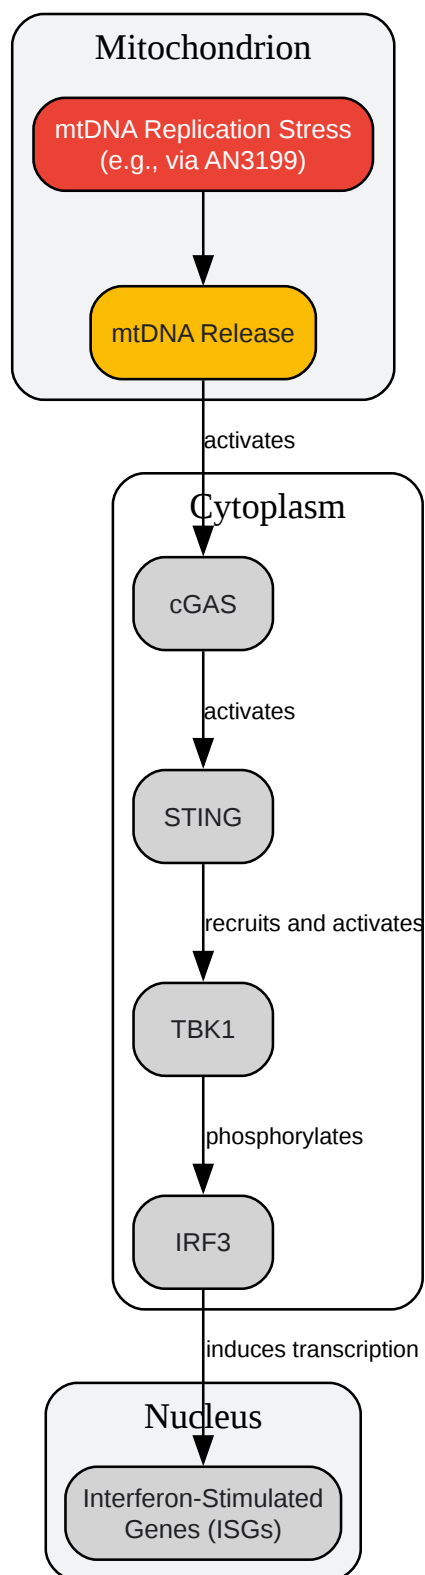 Mitochondrion
mtDNA Replication Stress
(e.g., via AN3199)
mtDNA Release
activates
Cytoplasm
cGAS
activates
STING
recruits and activates
TBK1
phosphorylates
IRF3
induces transcription
Nucleus
Interferon-Stimulated
Genes (ISGs)